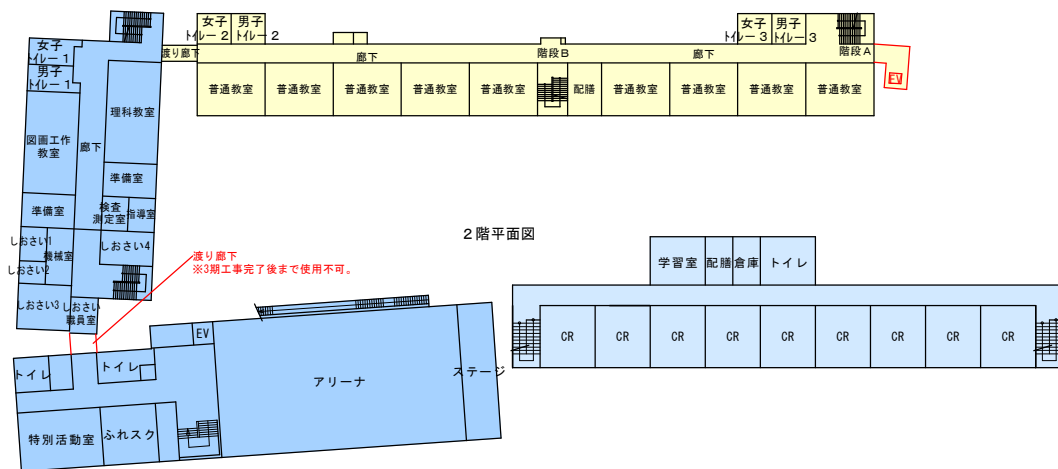 女子
トイレー2
男子
トイレー2
渡り廊下
廊下
階段B
廊下
女子
トイレー3
男子
トイレー3
階段A
EV
普通教室
普通教室
普通教室
普通教室
普通教室
配膳
普通教室
普通教室
普通教室
普通教室
女子
トイレー1
男子
トイレー1
理科教室
図画工作
教室
廊下
準備室
準備室
検査
測定室
指導室
しおさい1
機械室
しおさい2
しおさい4
しおさい3
しおさい
職員室
渡り廊下
※3期工事完了後まで使用不可。
2階平面図
学習室
配膳
倉庫
トイレ
CR
CR
CR
CR
CR
CR
CR
CR
CR
EV
トイレ
トイレ
アリーナ
ステージ
特別活動室
ふれスク